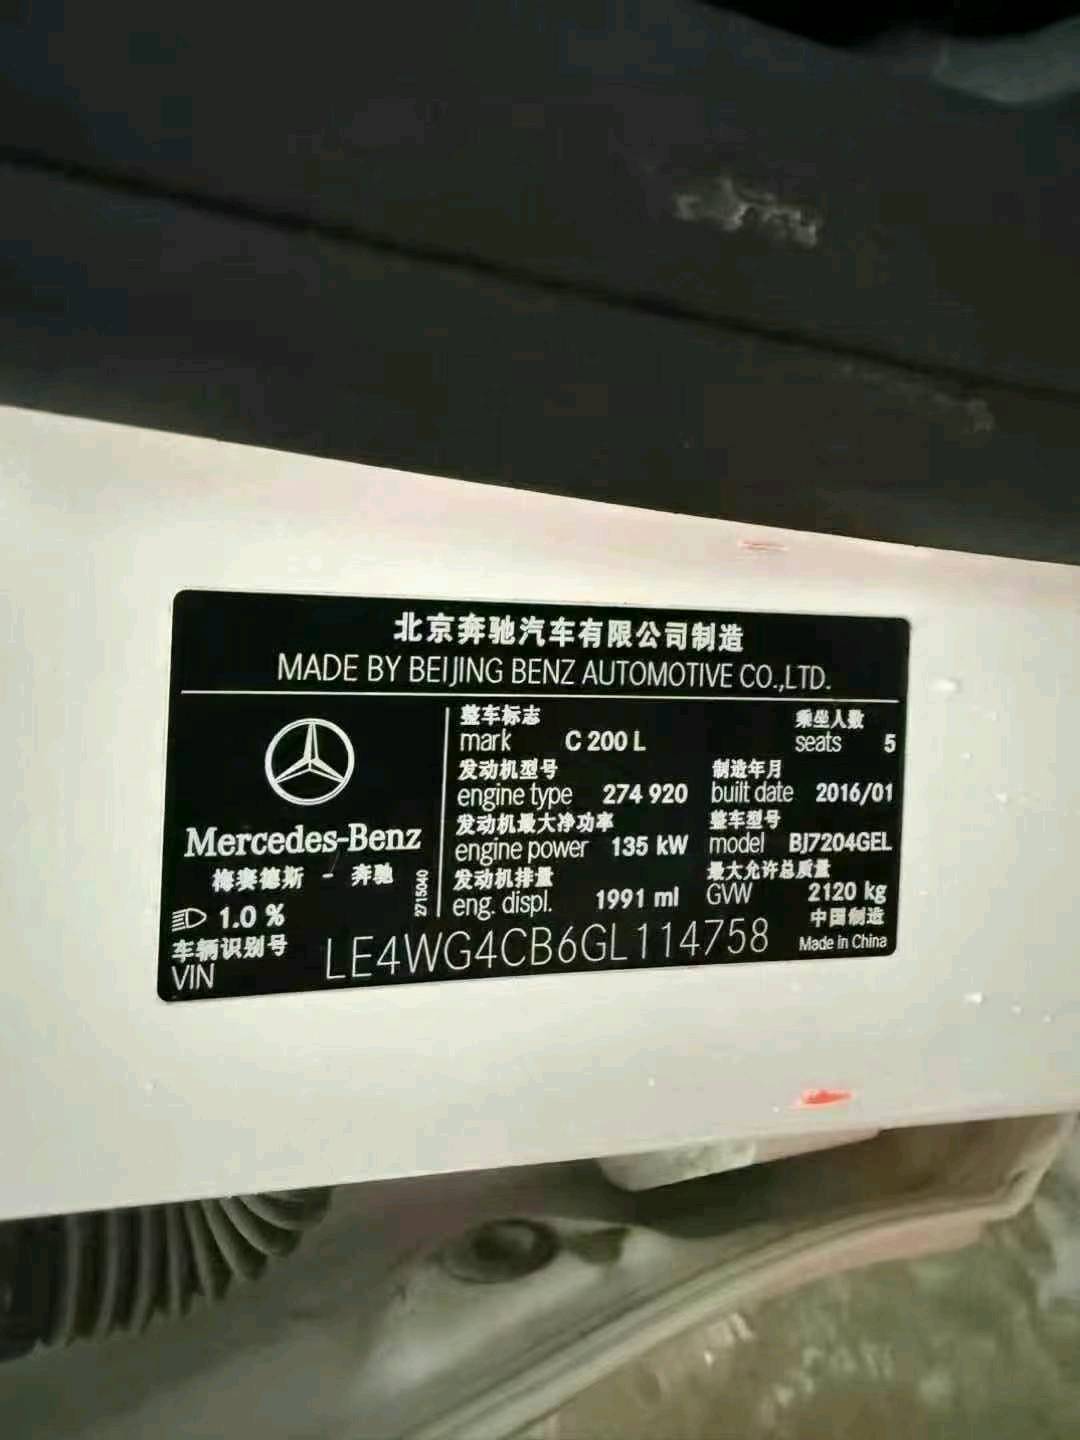 北京奔驰汽车有限公司制造
MADE BY BEIJING BENZ AUTOMOTIVE CO.,LTD.
Mercedes-Benz
梅赛德斯 - 奔驰
1.0 %
2715040
整车标志
mark C 200 L
乘坐人数
seats 5
发动机型号
engine type 274 920
制造年月
built date 2016/01
发动机最大净功率
engine power 135 kW
整车型号
model BJ7204GEL
发动机排量
eng. displ. 1991 ml
最大允许总质量
GVW 2120 kg
车辆识别号
VIN LE4WG4CB6GL114758
中国制造
Made in China